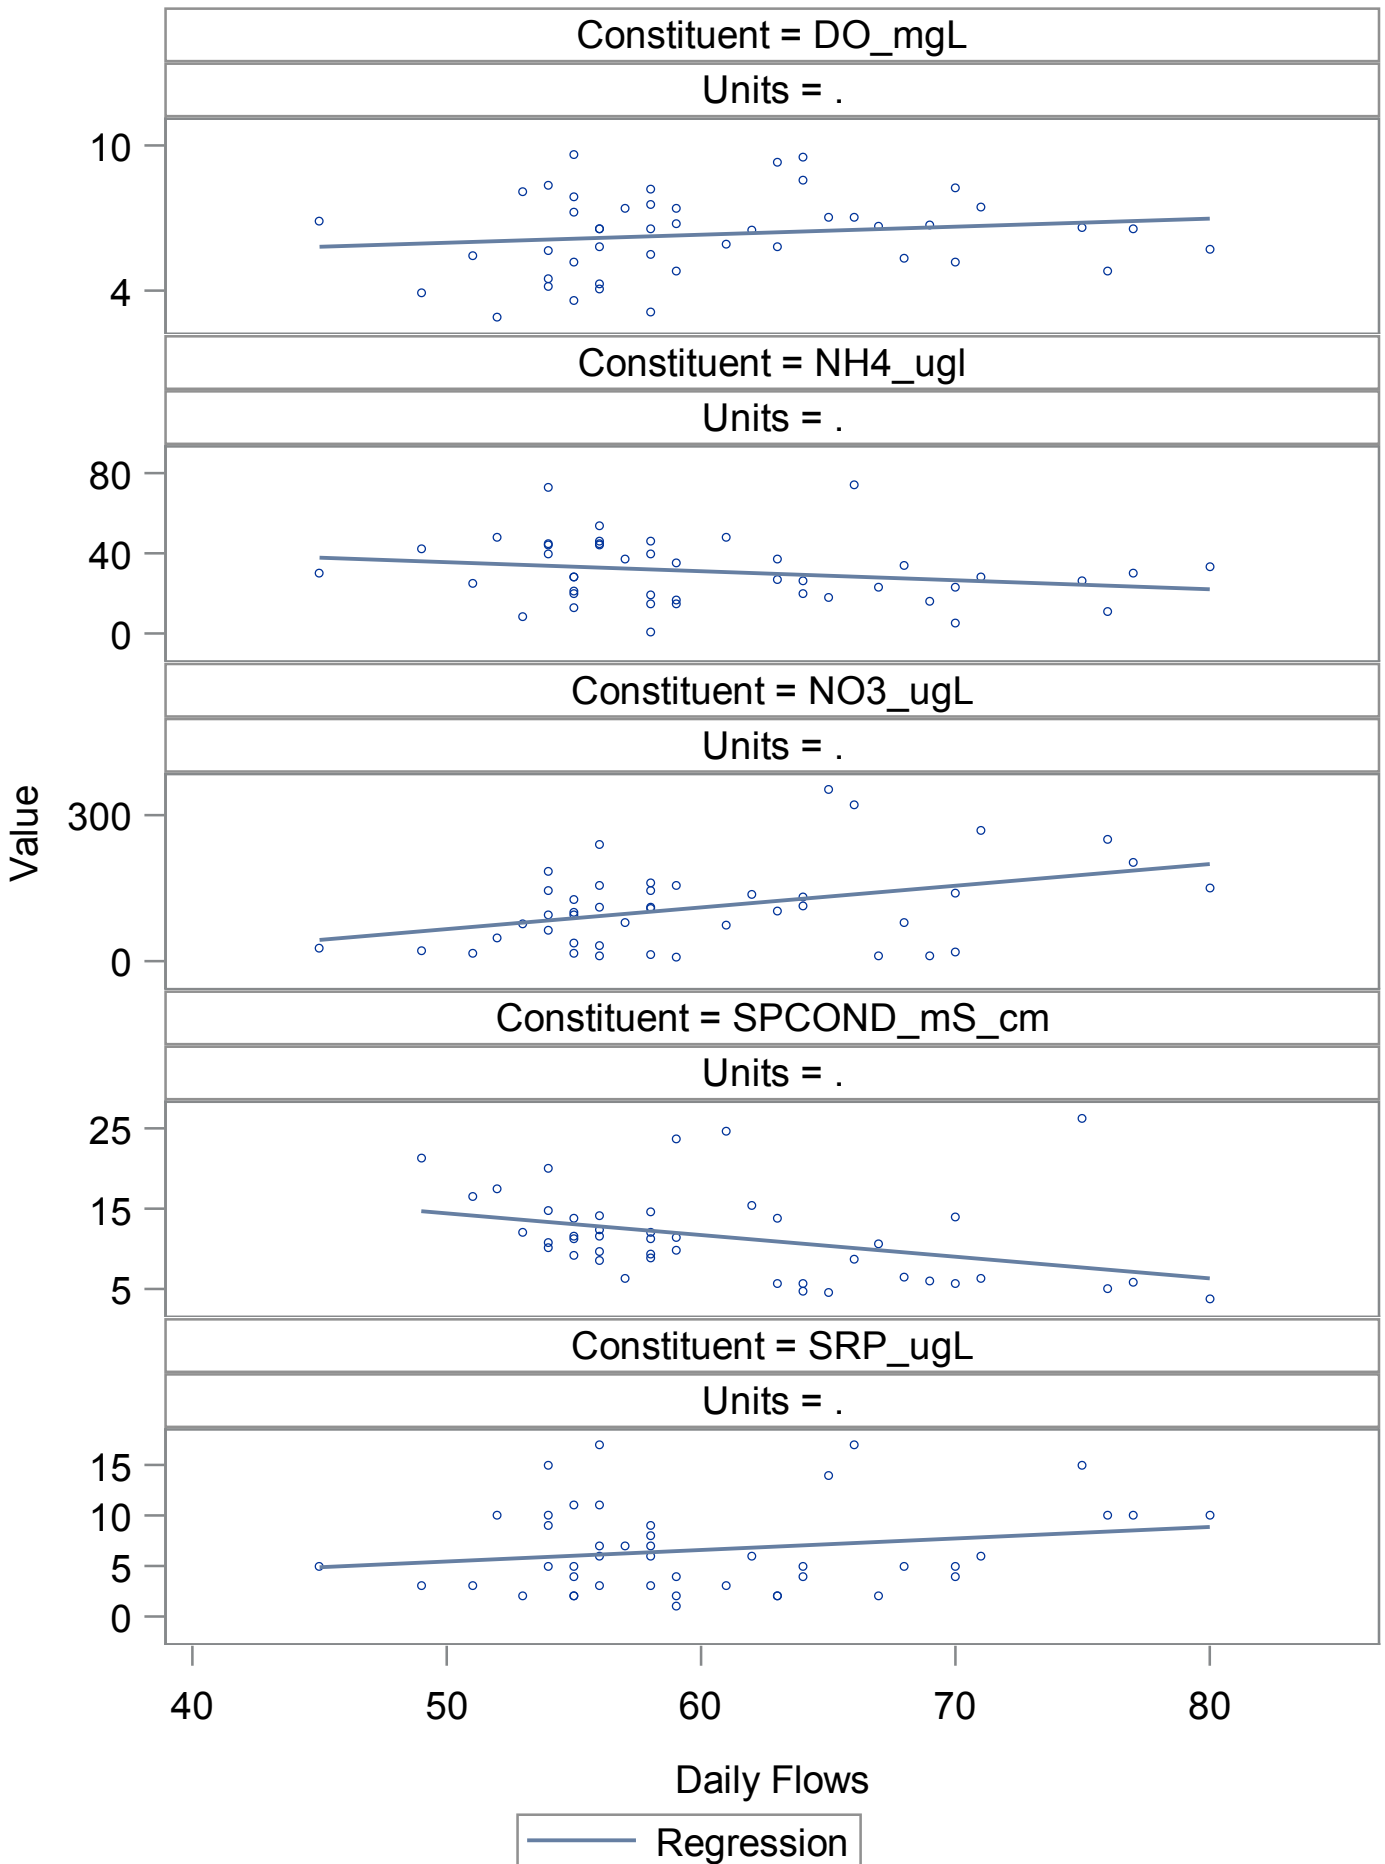 Constituent = DO_mgL
Units = .
10
4
Constituent = NH4_ugl
Units = .
80
40
0
Constituent = NO3_ugL
Units = .
Value
300
0
Constituent = SPCOND_mS_cm
Units = .
25
15
5
Constituent = SRP_ugL
Units = .
15
10
5
0
40 50 60 70 80
Daily Flows
Regression